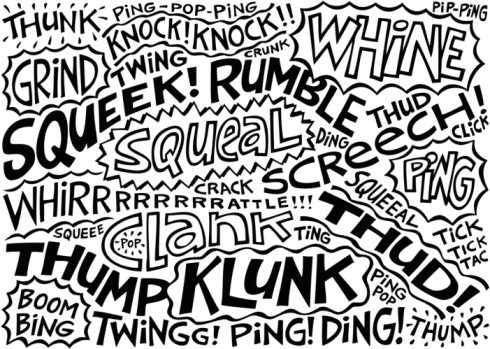 THUNK
PING-POP-PING
KNOCK! KNOCK!!
WHiNE
PiP-PiNG
GRiND
TWiNG
CRUNK
SQUEEK!
RUMBLE
THUD
SCREECH!
CLiCK
SQUEAL
DiNG
PiNG
WHiRRRRRRRRRATTLE!!!
CRACK
SQUEEAL
SQUEEE
-POP-
CLanK
TiNG
THUD!
TiCK
TiCK
TAC
THUMP
KLUNK
PiNG
POP
BOOM
BiNG
TWiNGG!
PiNG!
DiNG!
THUMP